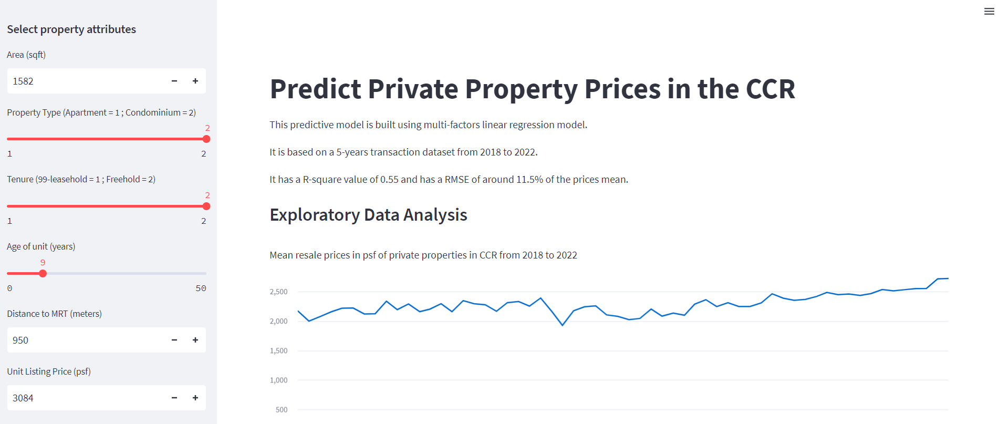 Select property attributes
Area (sqft)
1582
Property Type (Apartment = 1 ; Condominium = 2)
2
1 2
Tenure (99-leasehold = 1 ; Freehold = 2)
2
1 2
Age of unit (years)
9
0 50
Distance to MRT (meters)
950
Unit Listing Price (psf)
3084
Predict Private Property Prices in the CCR
This predictive model is built using multi-factors linear regression model.
It is based on a 5-years transaction dataset from 2018 to 2022.
It has a R-square value of 0.55 and has a RMSE of around 11.5% of the prices mean.
Exploratory Data Analysis
Mean resale prices in psf of private properties in CCR from 2018 to 2022
2,500
2,000
1,500
1,000
500